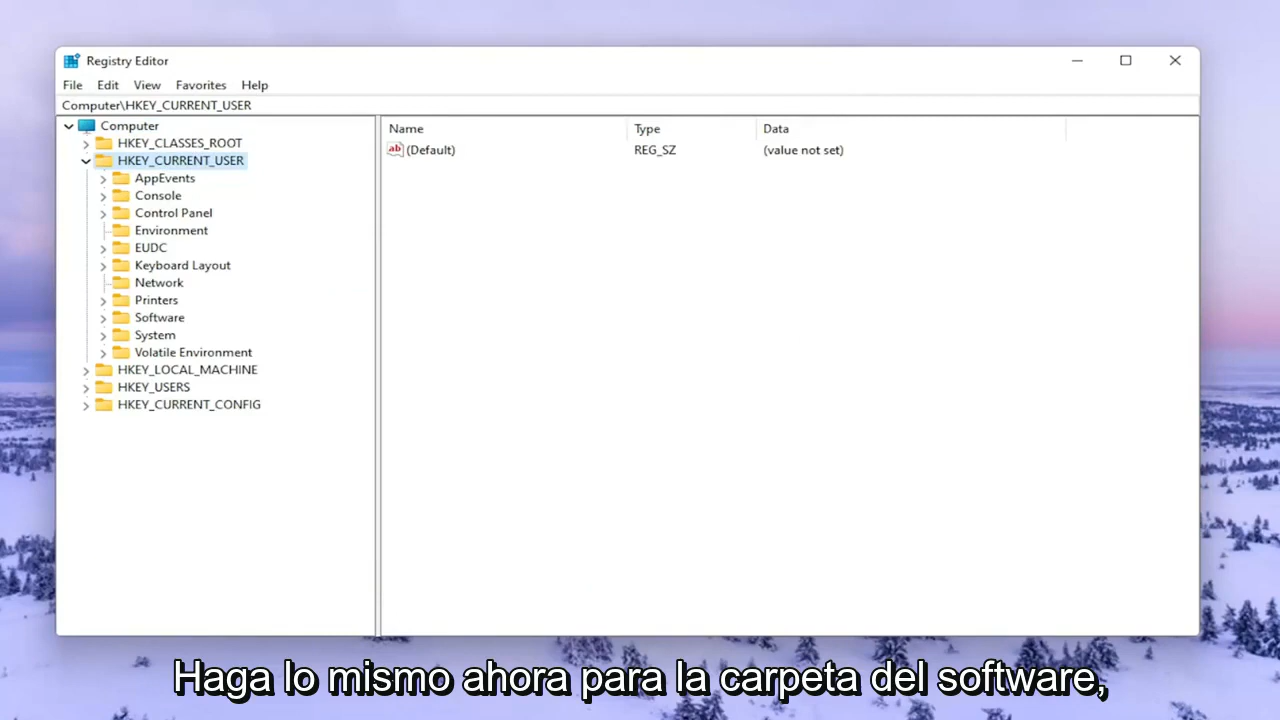 Registry Editor
File Edit View Favorites Help
Computer\HKEY_CURRENT_USER
Computer
HKEY_CLASSES_ROOT
HKEY_CURRENT_USER
AppEvents
Console
Control Panel
Environment
EUDC
Keyboard Layout
Network
Printers
Software
System
Volatile Environment
HKEY_LOCAL_MACHINE
HKEY_USERS
HKEY_CURRENT_CONFIG
Name Type Data
ab (Default) REG_SZ (value not set)
Haga lo mismo ahora para la carpeta del software,